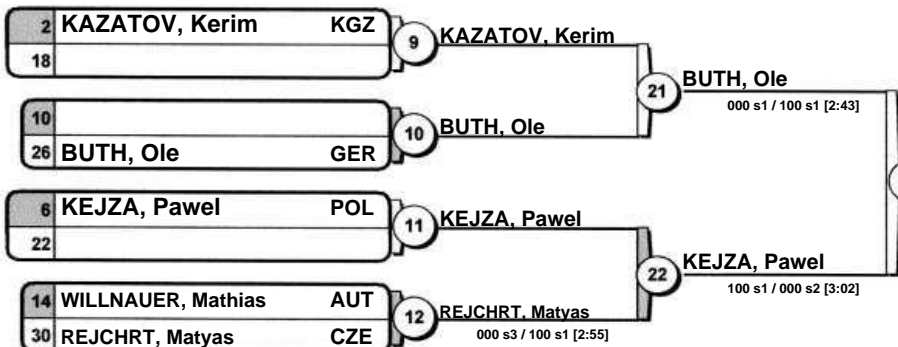 2 KAZATOV, Kerim KGZ
18
9 KAZATOV, Kerim
21 BUTH, Ole
000 s1 / 100 s1 [2:43]
10
26 BUTH, Ole GER
10 BUTH, Ole
6 KEJZA, Pawel POL
22
11 KEJZA, Pawel
22 KEJZA, Pawel
100 s1 / 000 s2 [3:02]
14 WILLNAUER, Mathias AUT
30 REJCHRT, Matyas CZE
12 REJCHRT, Matyas
000 s3 / 100 s1 [2:55]